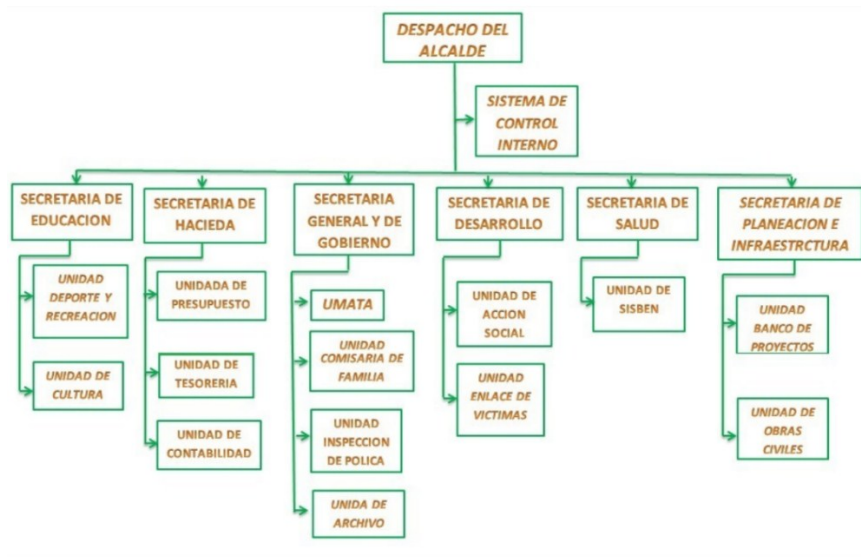 DESPACHO DEL
ALCALDE
SISTEMA DE
CONTROL
INTERNO
SECRETARIA DE
EDUCACION
UNIDAD
DEPORTE Y
RECREACION
UNIDAD DE
CULTURA
SECRETARIA DE
HACIEDA
UNIDADA DE
PRESUPUESTO
UNIDAD DE
TESORERIA
UNIDAD DE
CONTABILIDAD
SECRETARIA
GENERAL Y DE
GOBIERNO
UMATA
UNIDAD
COMISARIA DE
FAMILIA
UNIDAD
INSPECCION
DE POLICA
UNIDA DE
ARCHIVO
SECRETARIA DE
DESARROLLO
UNIDAD DE
ACCION
SOCIAL
UNIDAD
ENLACE DE
VICTIMAS
SECRETARIA DE
SALUD
UNIDAD DE
SISBEN
SECRETARIA DE
PLANEACION E
INFRAESTRCTURA
UNIDAD
BANCO DE
PROYECTOS
UNIDAD DE
OBRAS
CIVILES